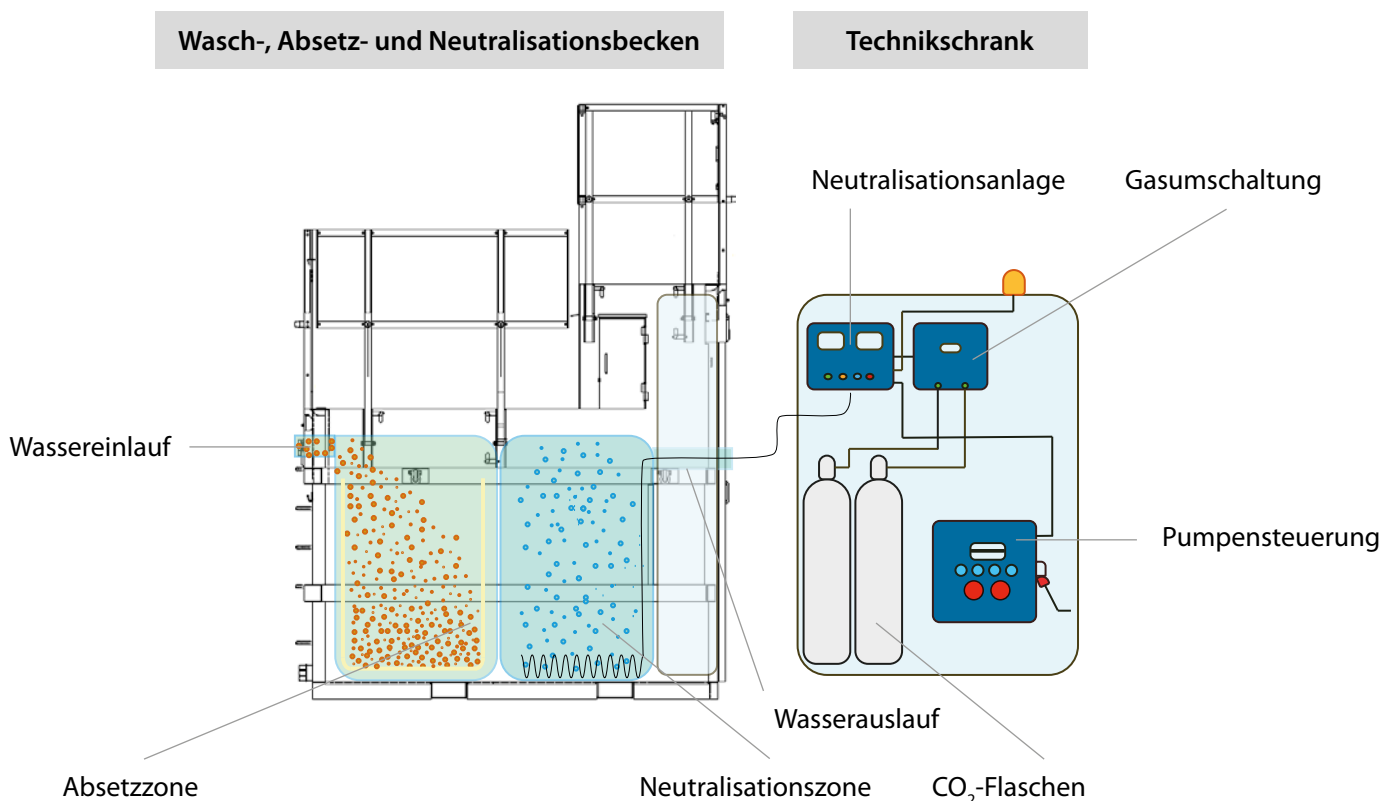 Wasch-, Absetz- und Neutralisationsbecken
Technikschrank
Neutralisationsanlage
Gasumschaltung
Wassereinlauf
Pumpensteuerung
Wasserauslauf
Absetzzone
Neutralisationszone
CO₂-Flaschen